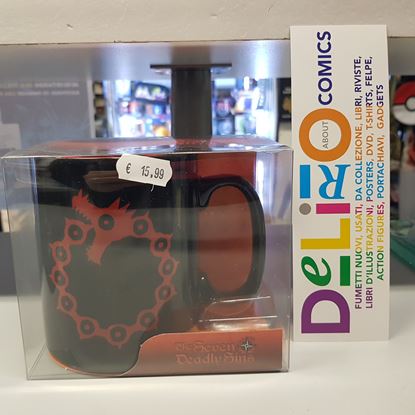 € 15,99
The Seven
Deadly Sins
DeLiRiO
ABOUT
COMICS
FUMETTI NUOVI, USATI, DA COLLEZIONE, LIBRI, RIVISTE,
LIBRI D'ILLUSTRAZIONI, POSTERS, DVD, T-SHIRTS, FELPE,
ACTION FIGURES, PORTACHIAVI, GADGETS